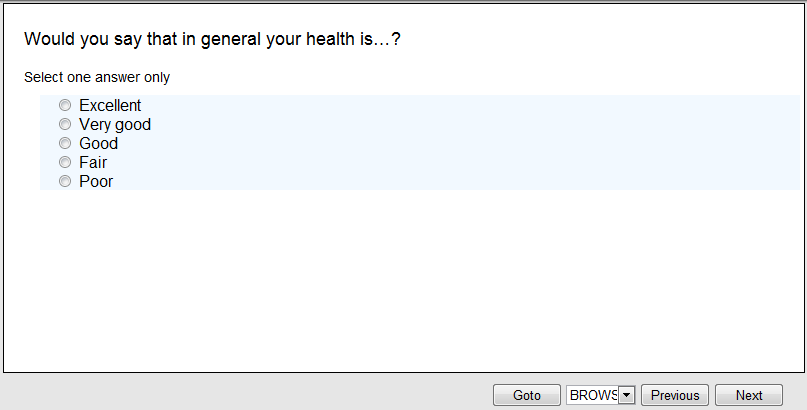 Would you say that in general your health is...?
Select one answer only
Excellent
Very good
Good
Fair
Poor
Goto BROWS Previous Next